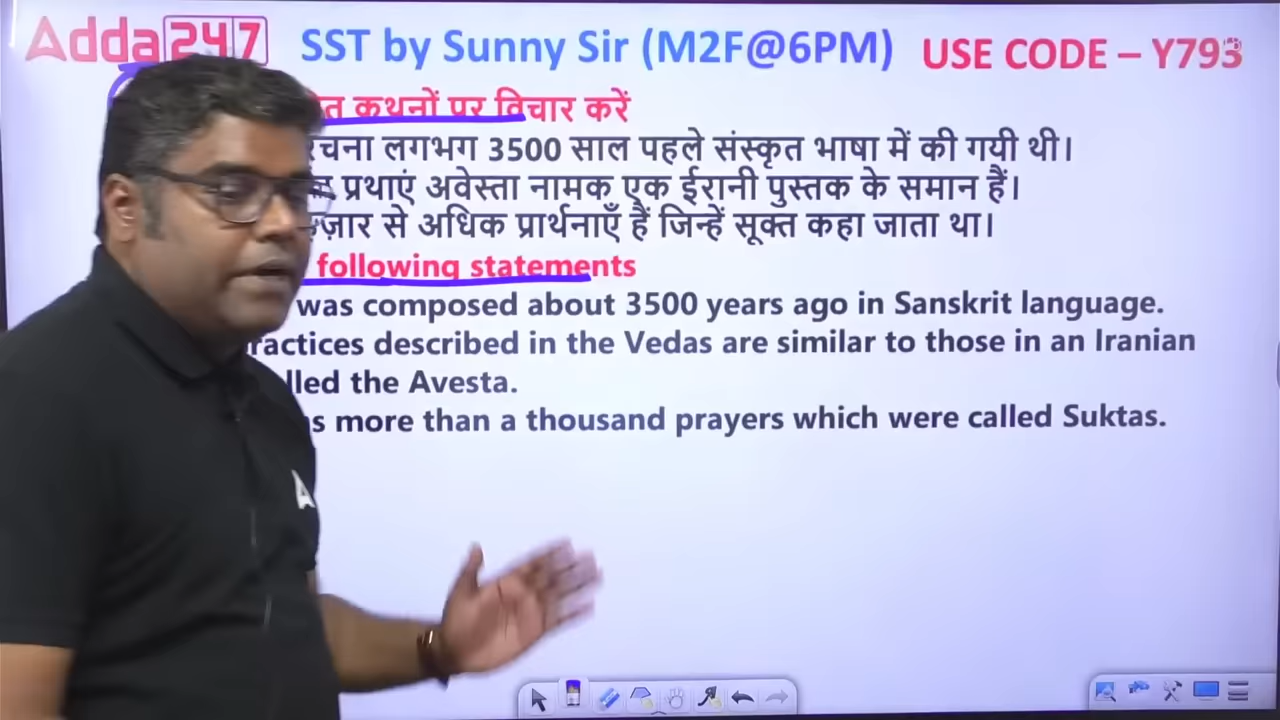 Adda247 SST by Sunny Sir (M2F@6PM) USE CODE – Y793
कथनों पर विचार करें
रचना लगभग 3500 साल पहले संस्कृत भाषा में की गयी थी।
प्रथाएं अवेस्ता नामक एक ईरानी पुस्तक के समान हैं।
से अधिक प्रार्थनाएँ हैं जिन्हें सूक्त कहा जाता था।
following statements
was composed about 3500 years ago in Sanskrit language.
described in the Vedas are similar to those in an Iranian
the Avesta.
more than a thousand prayers which were called Suktas.